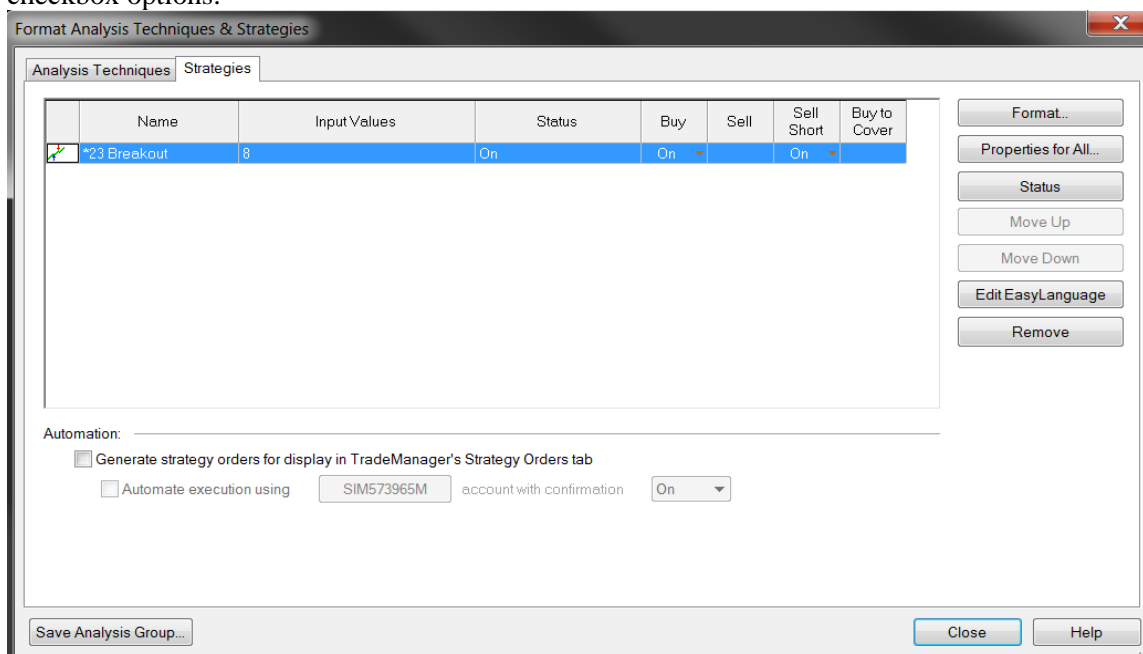 checkbox options.
Format Analysis Techniques & Strategies
X
Analysis Techniques Strategies
Name Input Values Status Buy Sell Sell Short Buy to Cover
*23 Breakout 8 On On On
Format...
Properties for All...
Status
Move Up
Move Down
Edit EasyLanguage
Remove
Automation:
Generate strategy orders for display in TradeManager's Strategy Orders tab
Automate execution using SIM573965M account with confirmation On
Save Analysis Group... Close Help